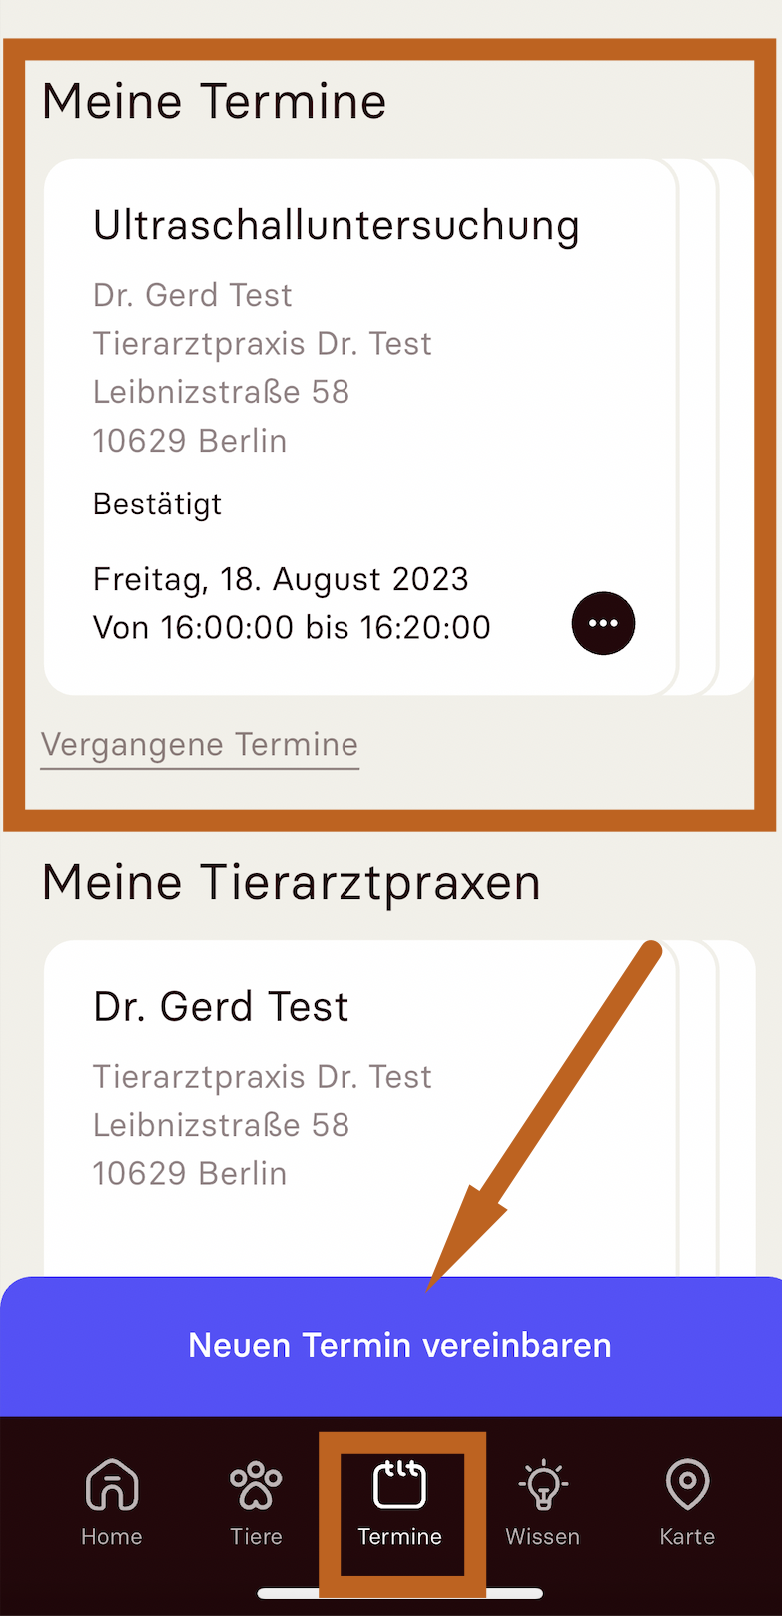 Meine Termine
Ultraschalluntersuchung
Dr. Gerd Test
Tierarztpraxis Dr. Test
Leibnizstraße 58
10629 Berlin
Bestätigt
Freitag, 18. August 2023
Von 16:00:00 bis 16:20:00
Vergangene Termine
Meine Tierarztpraxen
Dr. Gerd Test
Tierarztpraxis Dr. Test
Leibnizstraße 58
10629 Berlin
Neuen Termin vereinbaren
Home Tiere Termine Wissen Karte